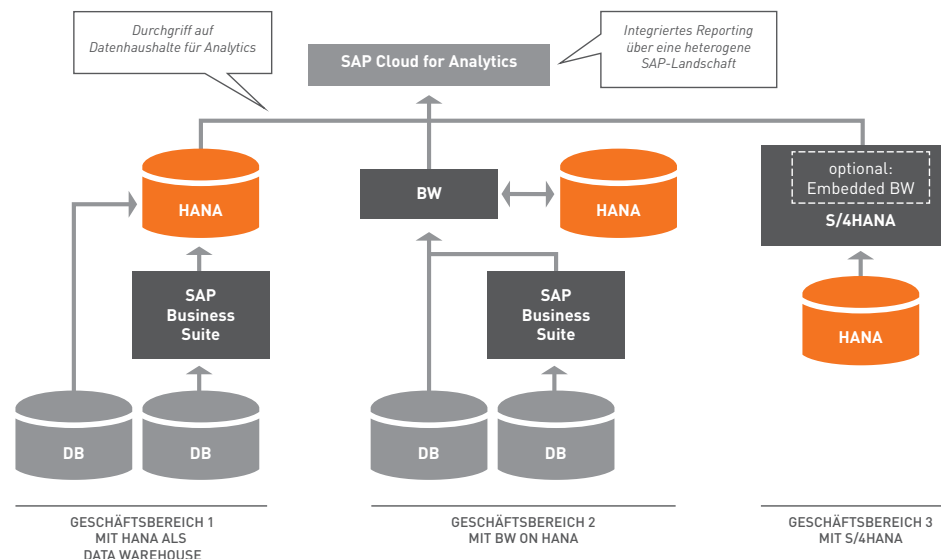 Durchgriff auf
Datenhaushalte für Analytics
SAP Cloud for Analytics
Integriertes Reporting
über eine heterogene
SAP-Landschaft
HANA
BW
HANA
optional:
Embedded BW
S/4HANA
SAP
Business
Suite
SAP
Business
Suite
HANA
DB
DB
DB
DB
GESCHÄFTSBEREICH 1
MIT HANA ALS
DATA WAREHOUSE
GESCHÄFTSBEREICH 2
MIT BW ON HANA
GESCHÄFTSBEREICH 3
MIT S/4HANA